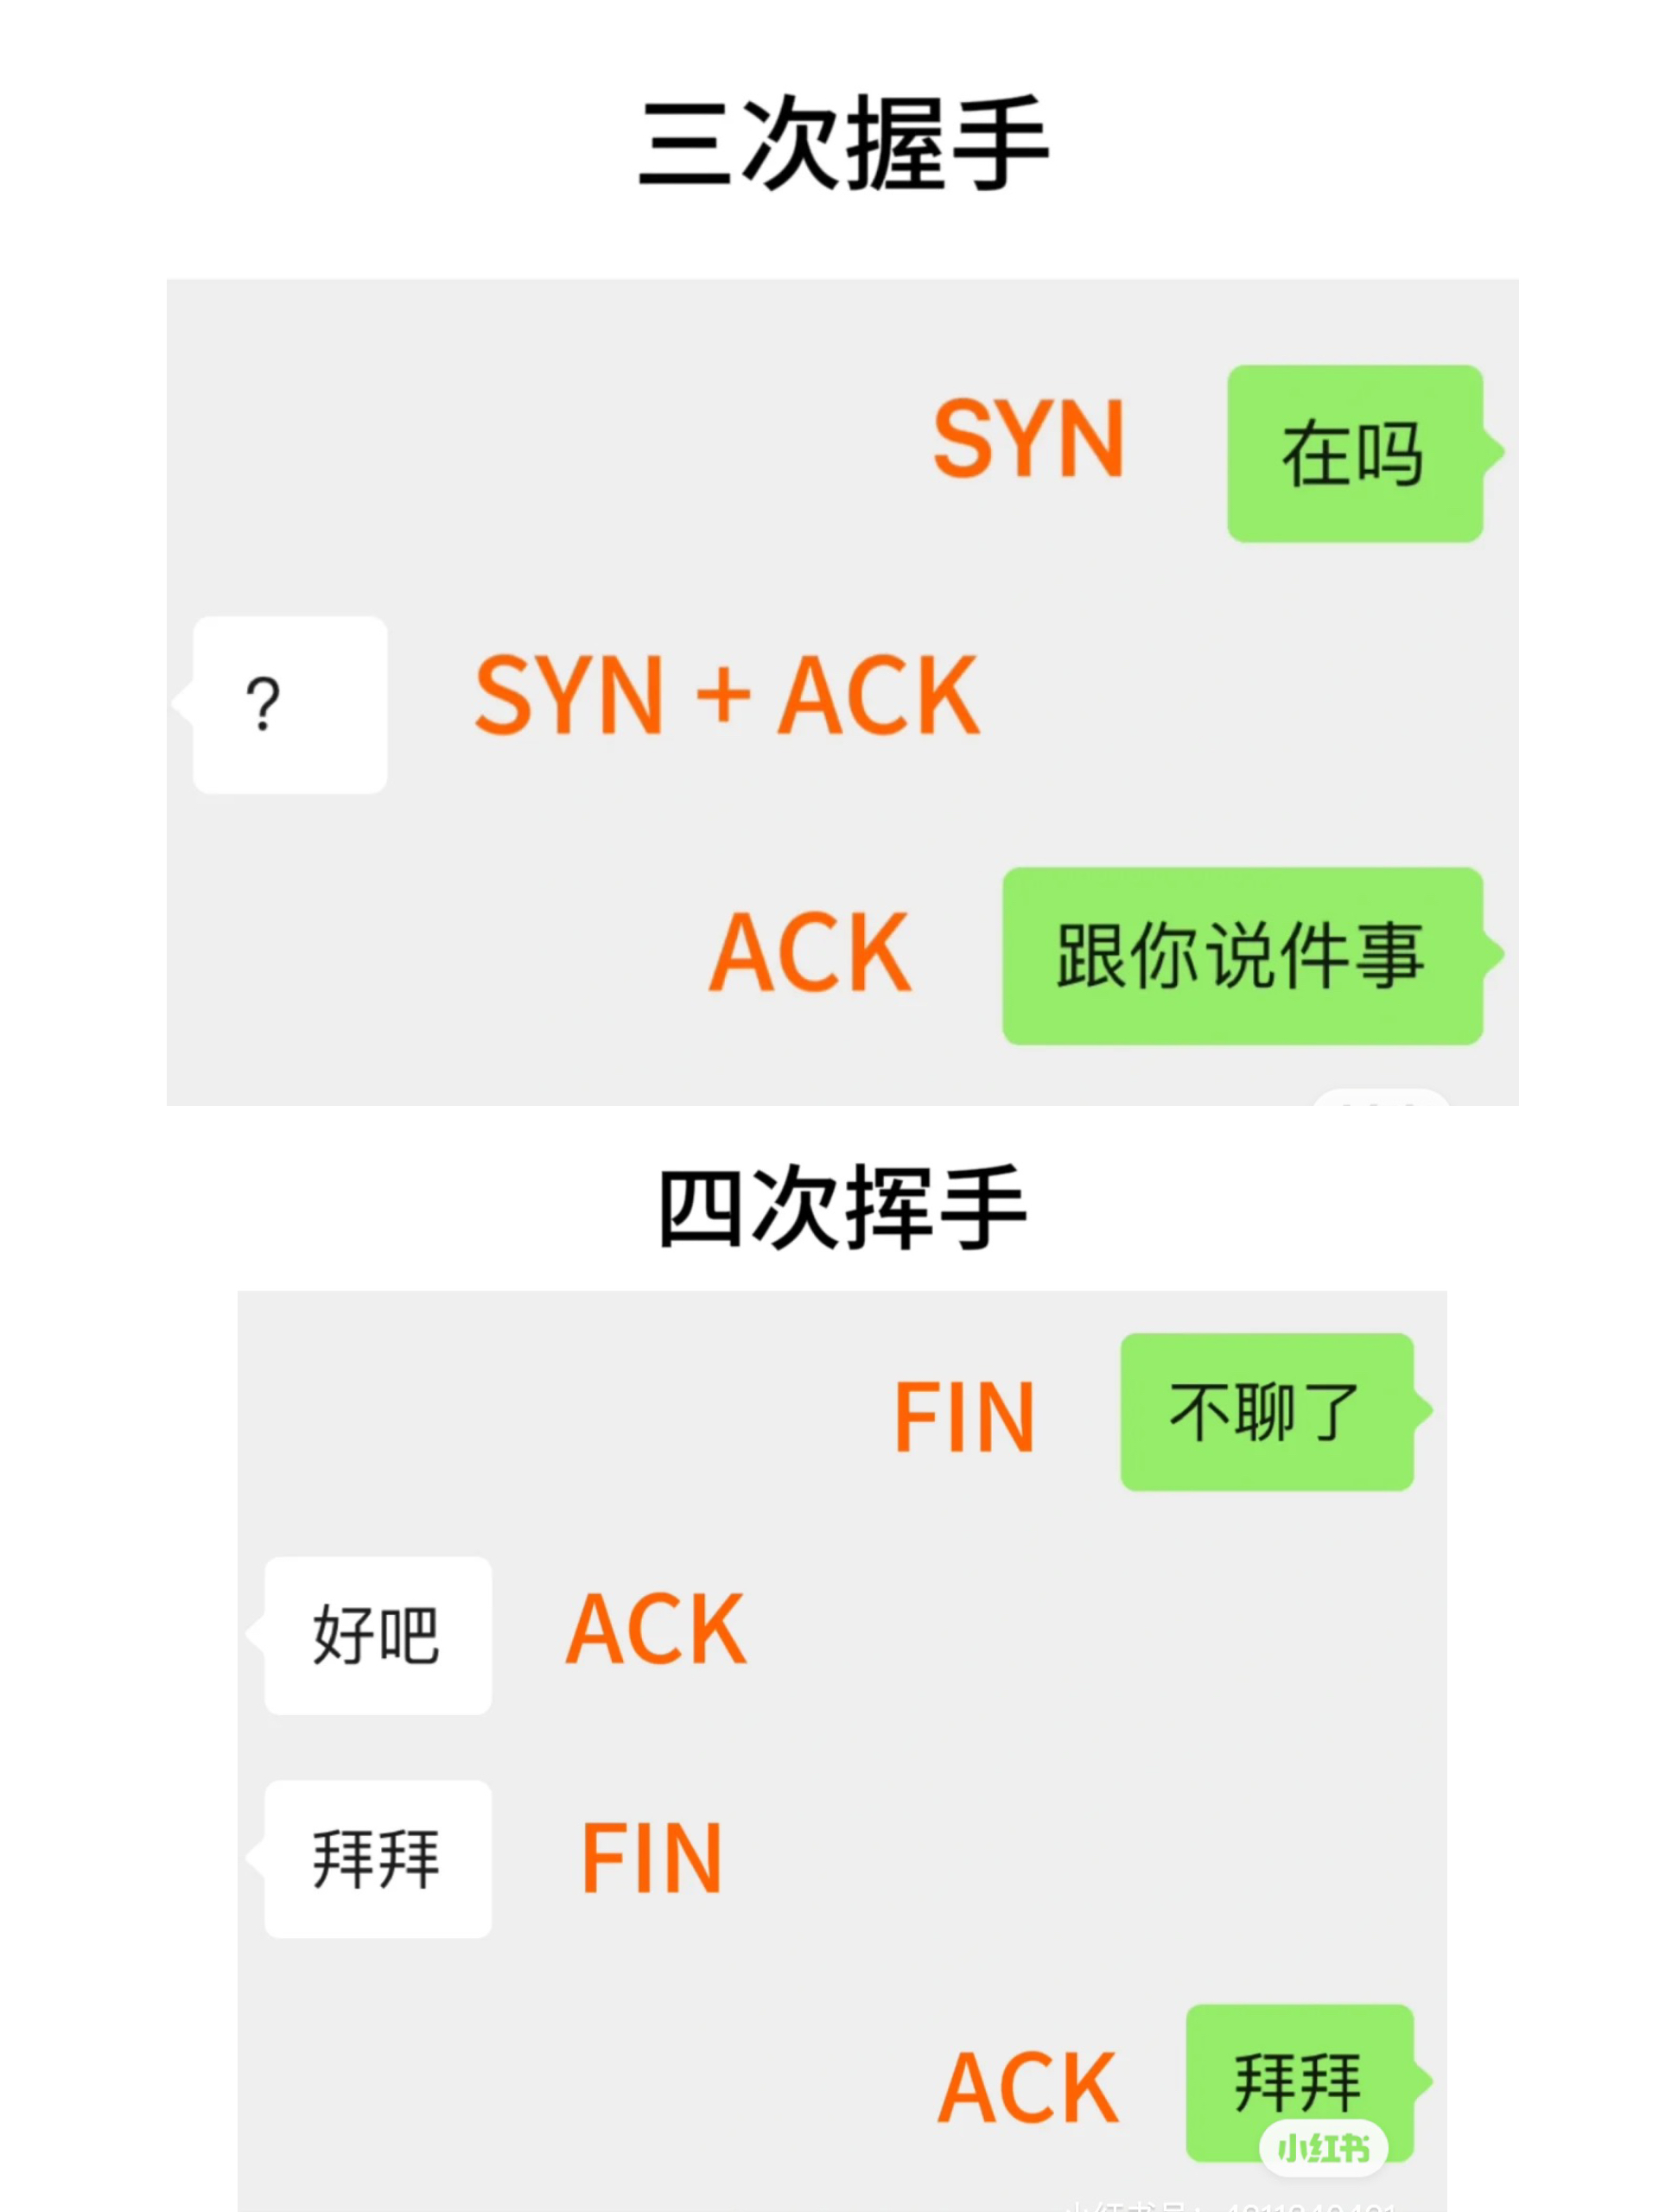 三次握手
SYN 在吗
? SYN + ACK
ACK 跟你说件事
四次挥手
FIN 不聊了
好吧 ACK
拜拜 FIN
ACK 拜拜
小红书